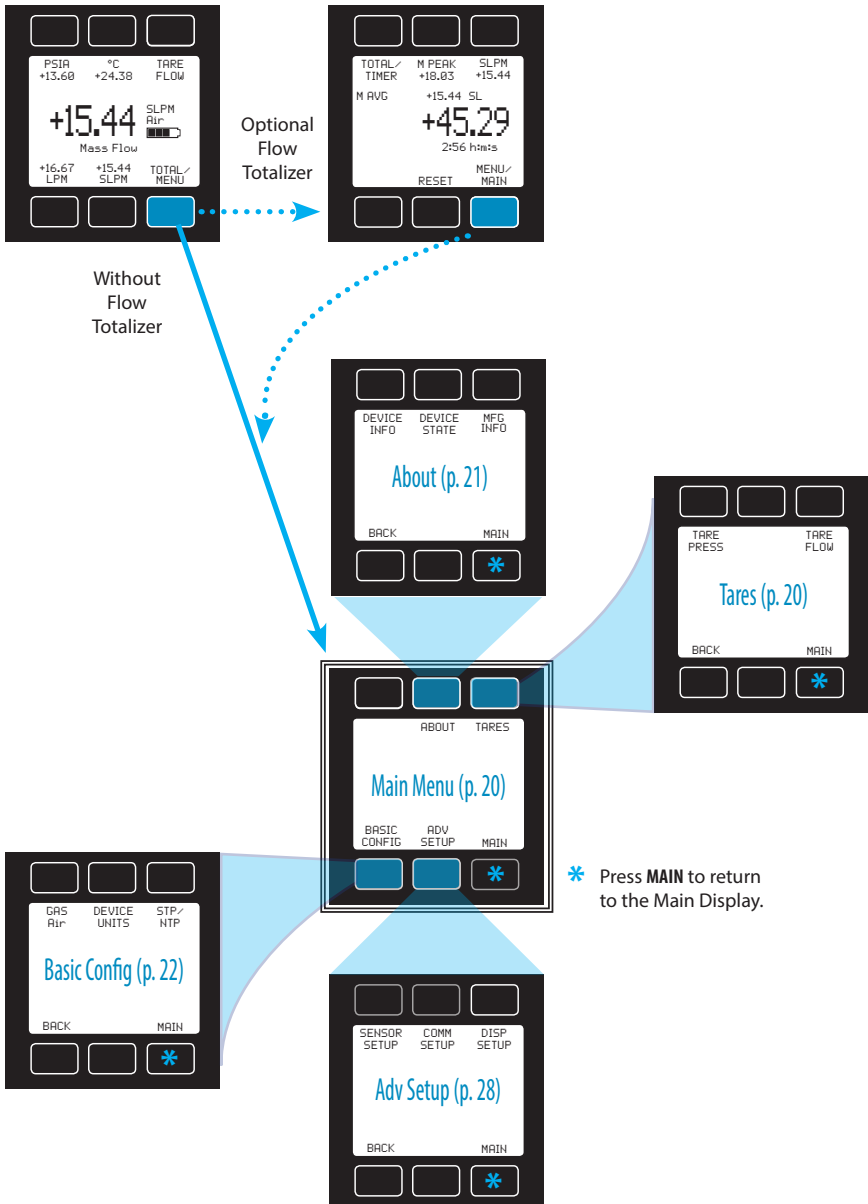 PSIA °C TARE
+13.60 +24.38 FLOW
+15.44 SLPM
Air
Mass Flow
+16.67 +15.44 TOTAL/
LPM SLPM MENU
Optional
Flow
Totalizer
TOTAL/ M PEAK SLPM
TIMER +18.03 +15.44
M AVG +15.44 SL
+45.29
2:56 h:m:s
MENU/
RESET MAIN
Without
Flow
Totalizer
DEVICE DEVICE MFG
INFO STATE INFO
About (p. 21)
BACK MAIN
*
TARE TARE
PRESS FLOW
Tares (p. 20)
BACK MAIN
*
ABOUT TARES
Main Menu (p. 20)
BASIC ADV
CONFIG SETUP MAIN
*
* Press MAIN to return
to the Main Display.
GAS DEVICE STP/
Air UNITS NTP
Basic Config (p. 22)
BACK MAIN
*
SENSOR COMM DISP
SETUP SETUP SETUP
Adv Setup (p. 28)
BACK MAIN
*